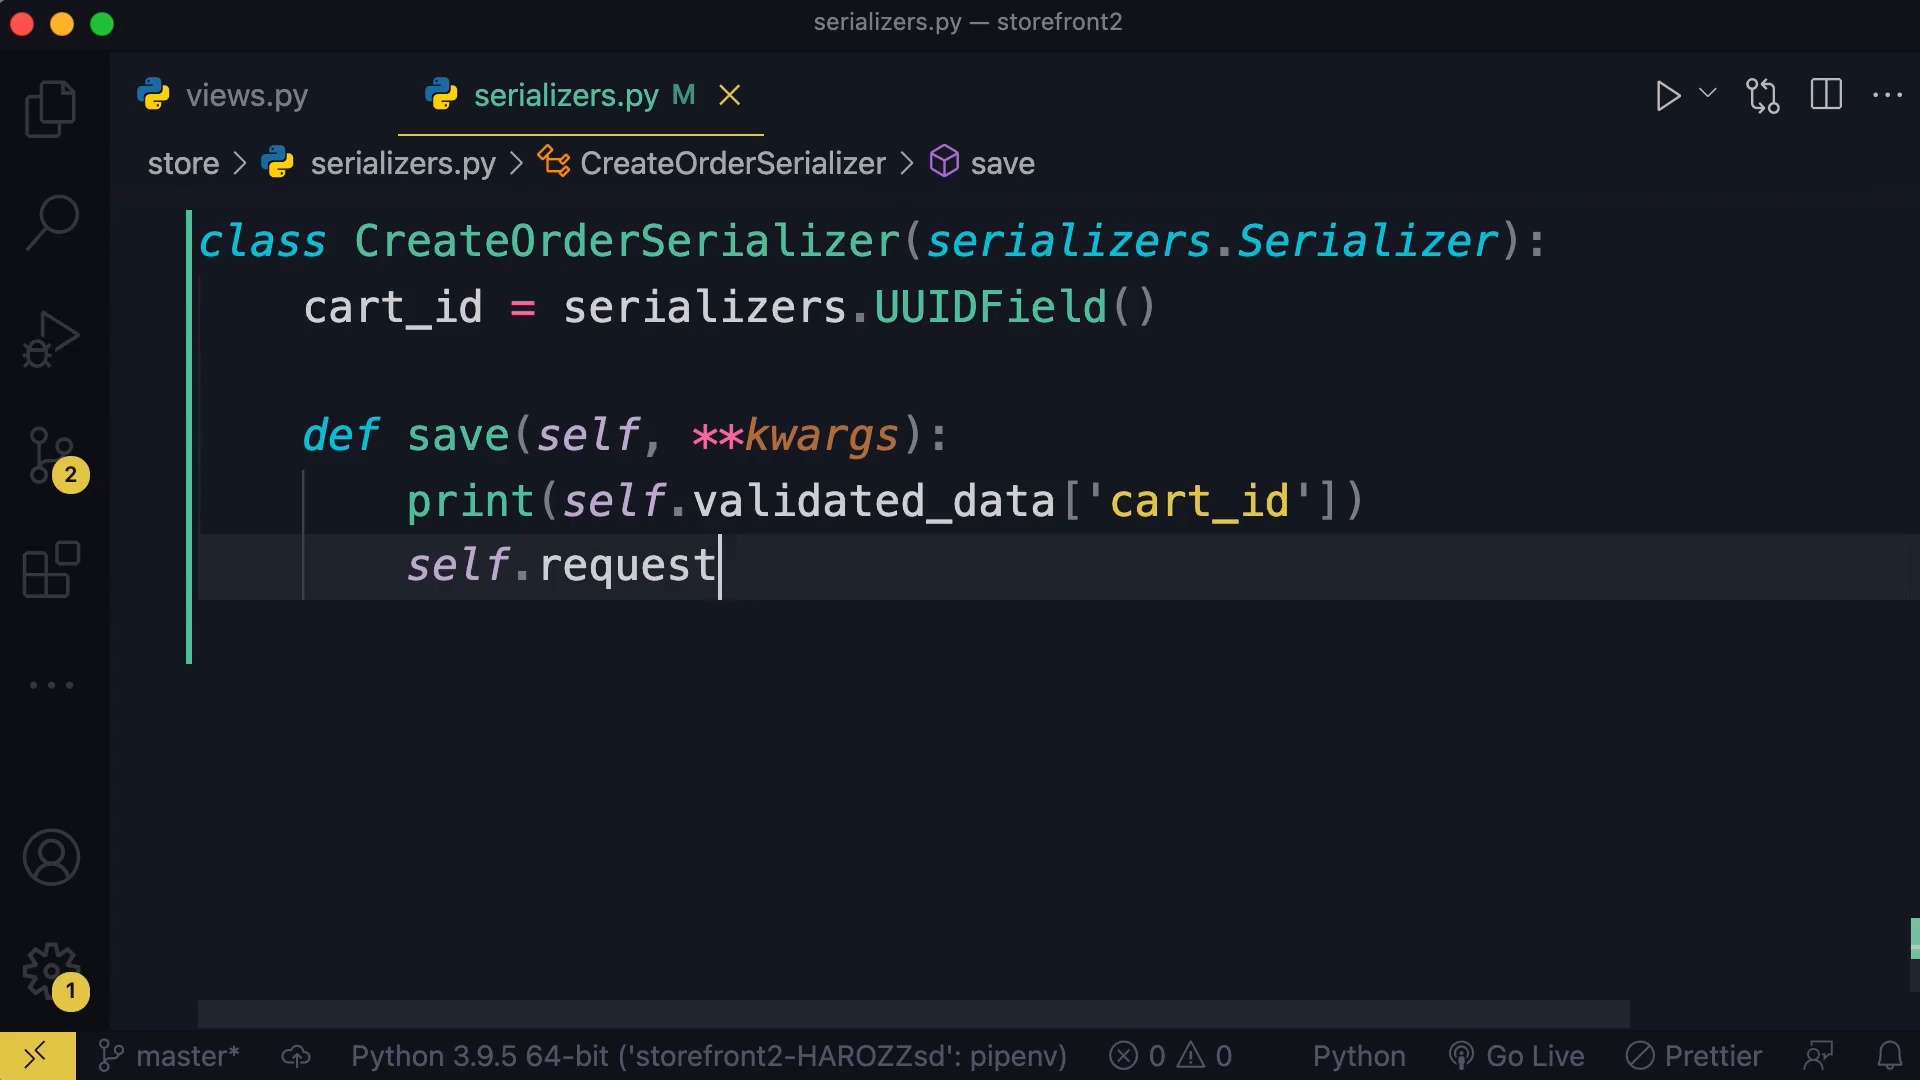 serializers.py — storefront2
views.py
serializers.py M
store > serializers.py > CreateOrderSerializer > save
class CreateOrderSerializer(serializers.Serializer):
cart_id = serializers.UUIDField()
def save(self, **kwargs):
print(self.validated_data['cart_id'])
self.request
2
1
master* Python 3.9.5 64-bit ('storefront2-HAROZZsd': pipenv) 0 0 Python Go Live Prettier